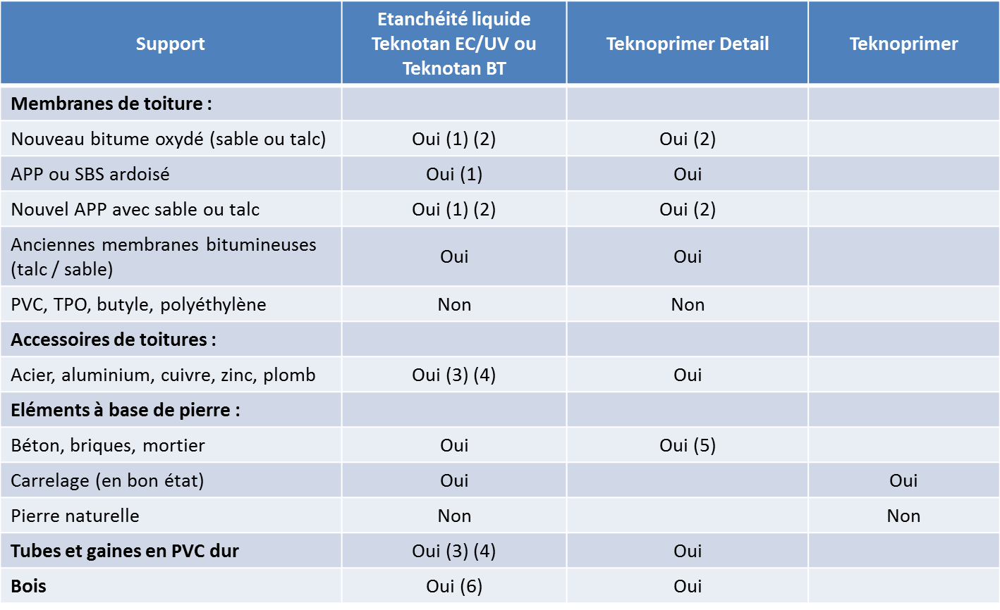 Support
Etanchéité liquide
Teknotan EC/UV ou
Teknotan BT
Teknoprimer Detail
Teknoprimer
Membranes de toiture :
Nouveau bitume oxydé (sable ou talc)
Oui (1) (2)
Oui (2)
APP ou SBS ardoisé
Oui (1)
Oui
Nouvel APP avec sable ou talc
Oui (1) (2)
Oui (2)
Anciennes membranes bitumineuses
(talc / sable)
Oui
Oui
PVC, TPO, butyle, polyéthylène
Non
Non
Accessoires de toitures :
Acier, aluminium, cuivre, zinc, plomb
Oui (3) (4)
Oui
Eléments à base de pierre :
Béton, briques, mortier
Oui
Oui (5)
Carrelage (en bon état)
Oui
Oui
Pierre naturelle
Non
Non
Tubes et gaines en PVC dur
Oui (3) (4)
Oui
Bois
Oui (6)
Oui